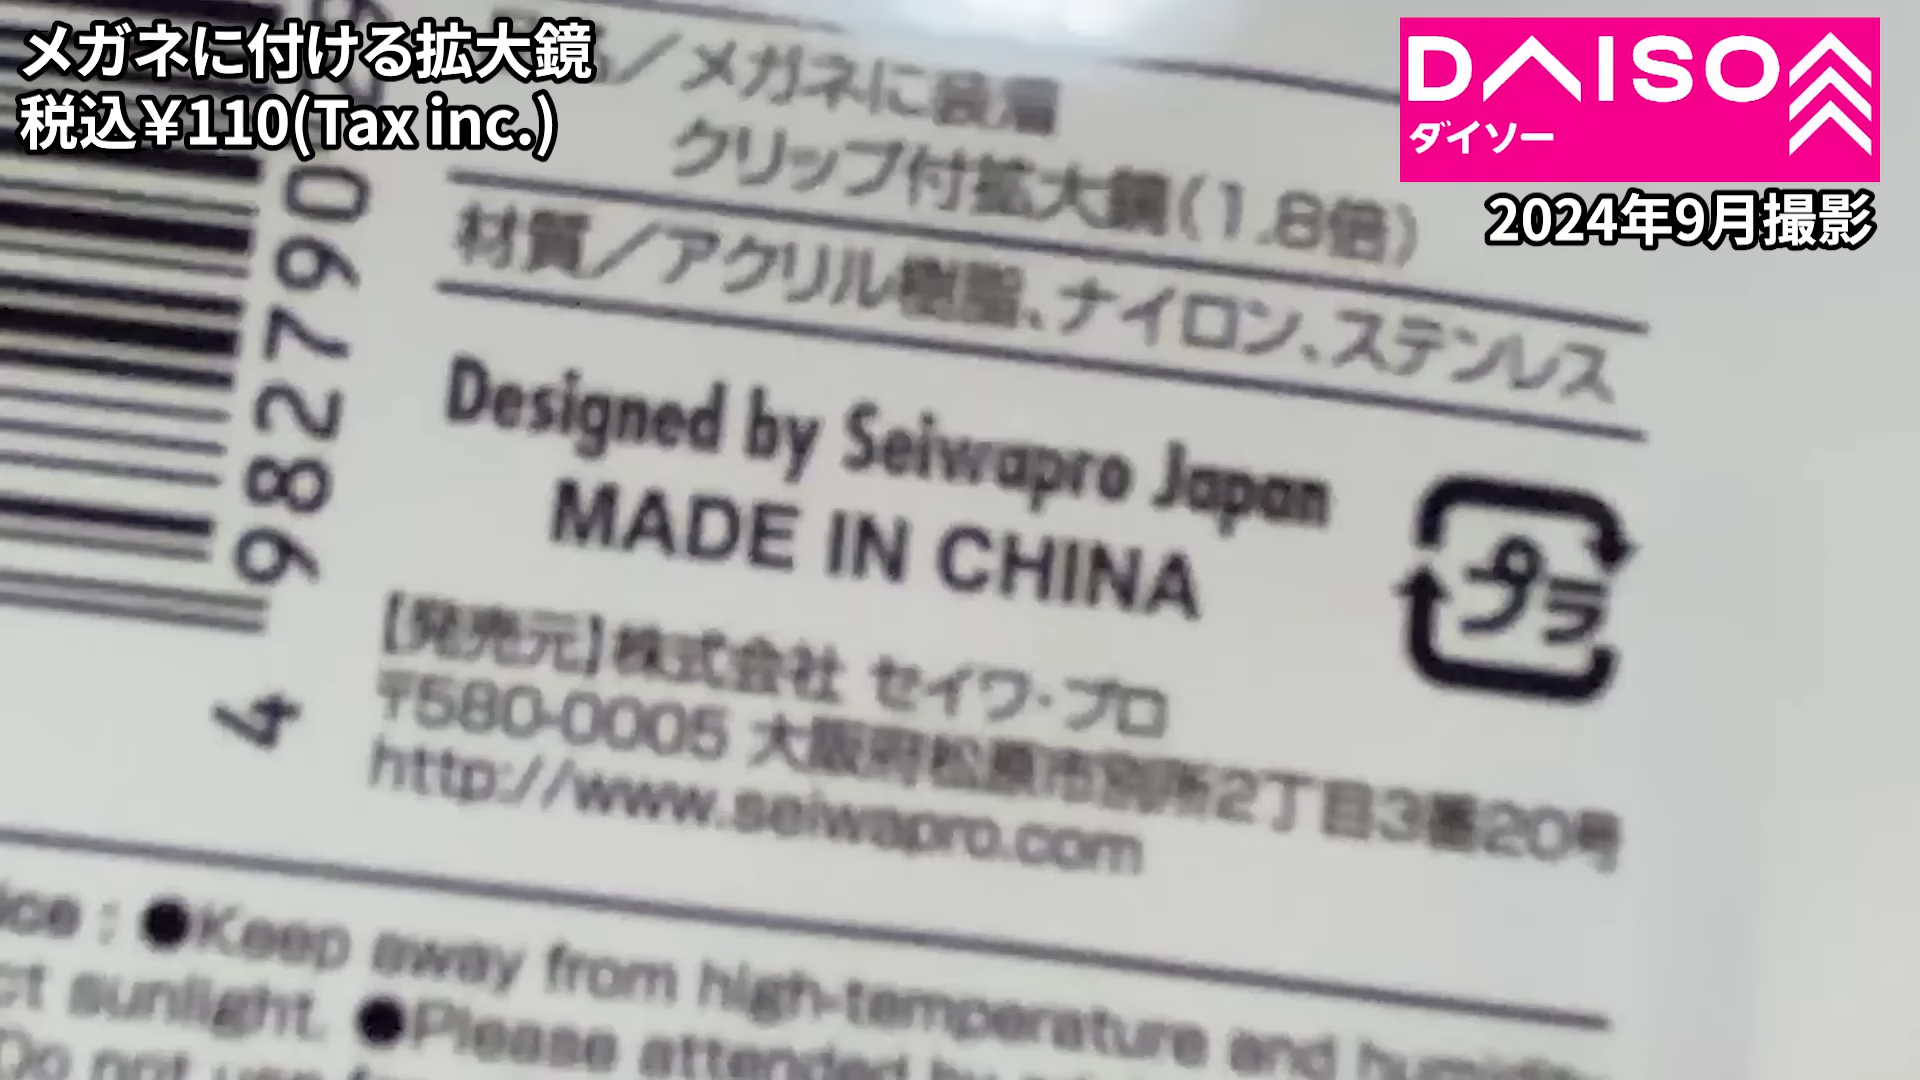 メガネに付ける拡大鏡
税込￥110(Tax inc.)
DAISO
ダイソー
2024年9月撮影
／メガネに装着
クリップ付拡大鏡(1.8倍)
材質／アクリル樹脂、ナイロン、ステンレス
Designed by Seiwapro Japan
MADE IN CHINA
プラ
【発売元】株式会社 セイワ・プロ
〒580-0005 大阪府松原市別所2丁目3番20号
http://www.seiwapro.com
982790
4
●Keep away from high-temperature and
sunlight. ●Please attended by
Do not use